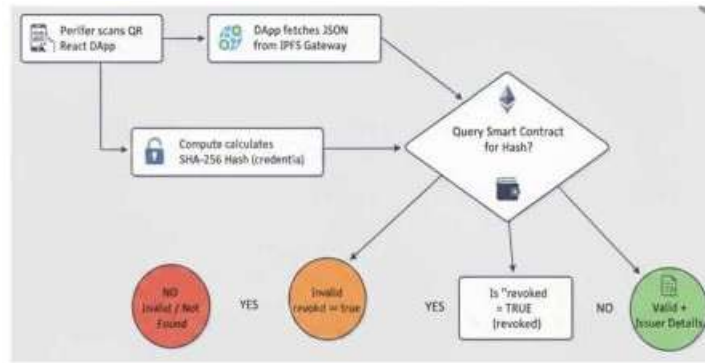 Perifer scans QR
React DApp
DApp fetches JSON
from IPFS Gateway
Compute calculates
SHA-256 Hash (credentia)
Query Smart Contract
for Hash?
NO
Invalid / Not
Found
YES
Invalid
revokd = true
YES
Is "revoked
= TRUE
(revoked)
NO
Valid +
Issuer Details